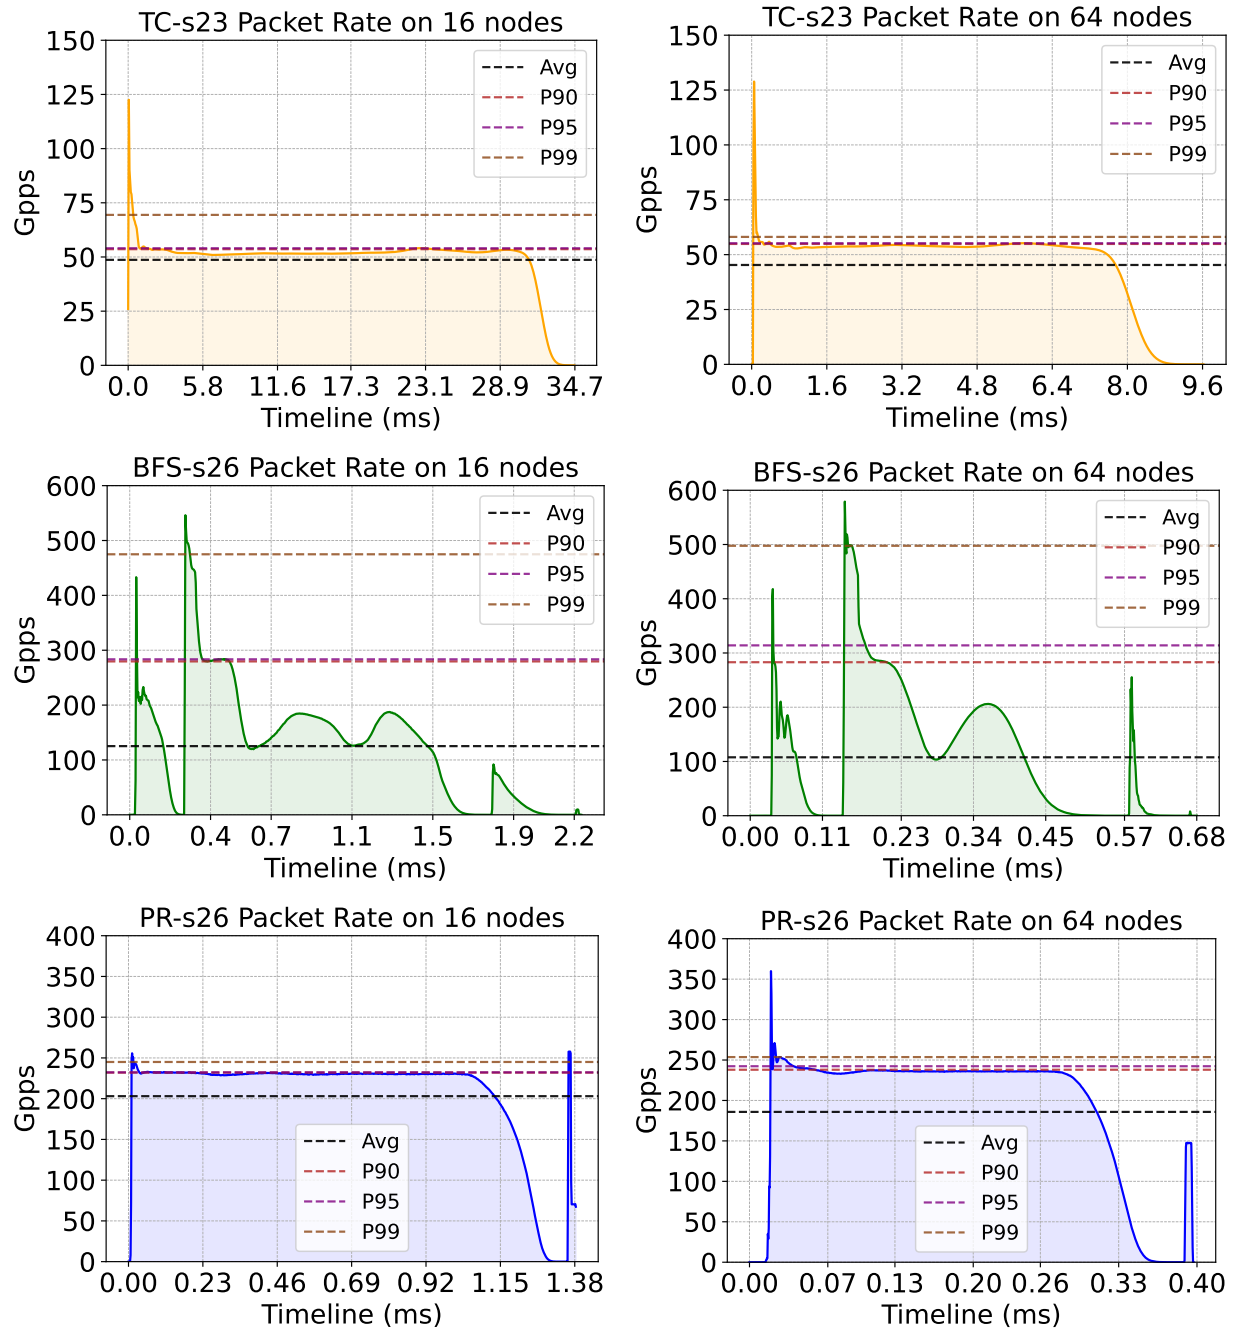 TC-s23 Packet Rate on 16 nodes
Gpps
150
125
100
75
50
25
0
Avg
P90
P95
P99
0.0 5.8 11.6 17.3 23.1 28.9 34.7
Timeline (ms)
TC-s23 Packet Rate on 64 nodes
Gpps
150
125
100
75
50
25
0
Avg
P90
P95
P99
0.0 1.6 3.2 4.8 6.4 8.0 9.6
Timeline (ms)
BFS-s26 Packet Rate on 16 nodes
Gpps
600
500
400
300
200
100
0
Avg
P90
P95
P99
0.0 0.4 0.7 1.1 1.5 1.9 2.2
Timeline (ms)
BFS-s26 Packet Rate on 64 nodes
Gpps
600
500
400
300
200
100
0
Avg
P90
P95
P99
0.00 0.11 0.23 0.34 0.45 0.57 0.68
Timeline (ms)
PR-s26 Packet Rate on 16 nodes
Gpps
400
350
300
250
200
150
100
50
0
Avg
P90
P95
P99
0.00 0.23 0.46 0.69 0.92 1.15 1.38
Timeline (ms)
PR-s26 Packet Rate on 64 nodes
Gpps
400
350
300
250
200
150
100
50
0
Avg
P90
P95
P99
0.00 0.07 0.13 0.20 0.26 0.33 0.40
Timeline (ms)